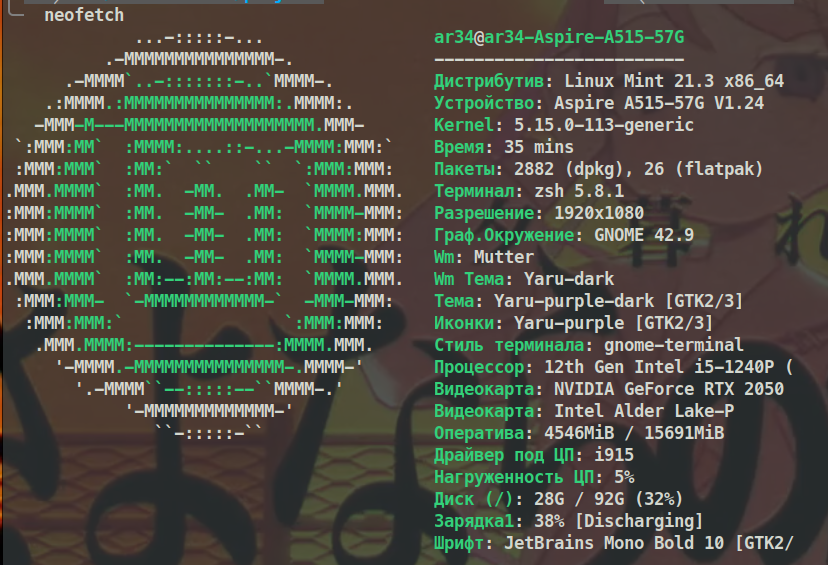 neofetch
...-:::::-...
.-MMMMMMMMMMMMMMM-.
.-MMMM`..-:::::::-..`MMMM-.
.:MMMM.:MMMMMMMMMMMMMMM:.MMMM:.
-MMM-M---MMMMMMMMMMMMMMMMMMM.MMM-
`:MMM:MM`  :MMMM:....::-...-MMMM:MMM:`
:MMM:MMM`  :MM:`  ``    ``  `:MMM:MMM:
.MMM.MMMM`  :MM.  -MM.  .MM-  `MMMM.MMM.
:MMM:MMMM`  :MM.  -MM-  .MM:  `MMMM-MMM:
:MMM:MMMM`  :MM.  -MM-  .MM:  `MMMM:MMM:
:MMM:MMMM`  :MM.  -MM-  .MM:  `MMMM-MMM:
.MMM.MMMM`  :MM:--:MM:--:MM:  `MMMM.MMM.
:MMM:MMM-  `-MMMMMMMMMMMM-`  -MMM-MMM:
:MMM:MMM:`                `:MMM:MMM:
.MMM.MMMM:--------------:MMMM.MMM.
'-MMMM.-MMMMMMMMMMMMMMM-.MMMM-'
'.-MMMM``--:::::--``MMMM-.'
'-MMMMMMMMMMMMM-'
``-:::::-``
ar34@ar34-Aspire-A515-57G
-------------------------
Дистрибутив: Linux Mint 21.3 x86_64
Устройство: Aspire A515-57G V1.24
Kernel: 5.15.0-113-generic
Время: 35 mins
Пакеты: 2882 (dpkg), 26 (flatpak)
Терминал: zsh 5.8.1
Разрешение: 1920x1080
Граф.Окружение: GNOME 42.9
Wm: Mutter
Wm Тема: Yaru-dark
Тема: Yaru-purple-dark [GTK2/3]
Иконки: Yaru-purple [GTK2/3]
Стиль терминала: gnome-terminal
Процессор: 12th Gen Intel i5-1240P (
Видеокарта: NVIDIA GeForce RTX 2050
Видеокарта: Intel Alder Lake-P
Оператива: 4546MiB / 15691MiB
Драйвер под ЦП: i915
Нагруженность ЦП: 5%
Диск (/): 28G / 92G (32%)
Зарядка1: 38% [Discharging]
Шрифт: JetBrains Mono Bold 10 [GTK2/